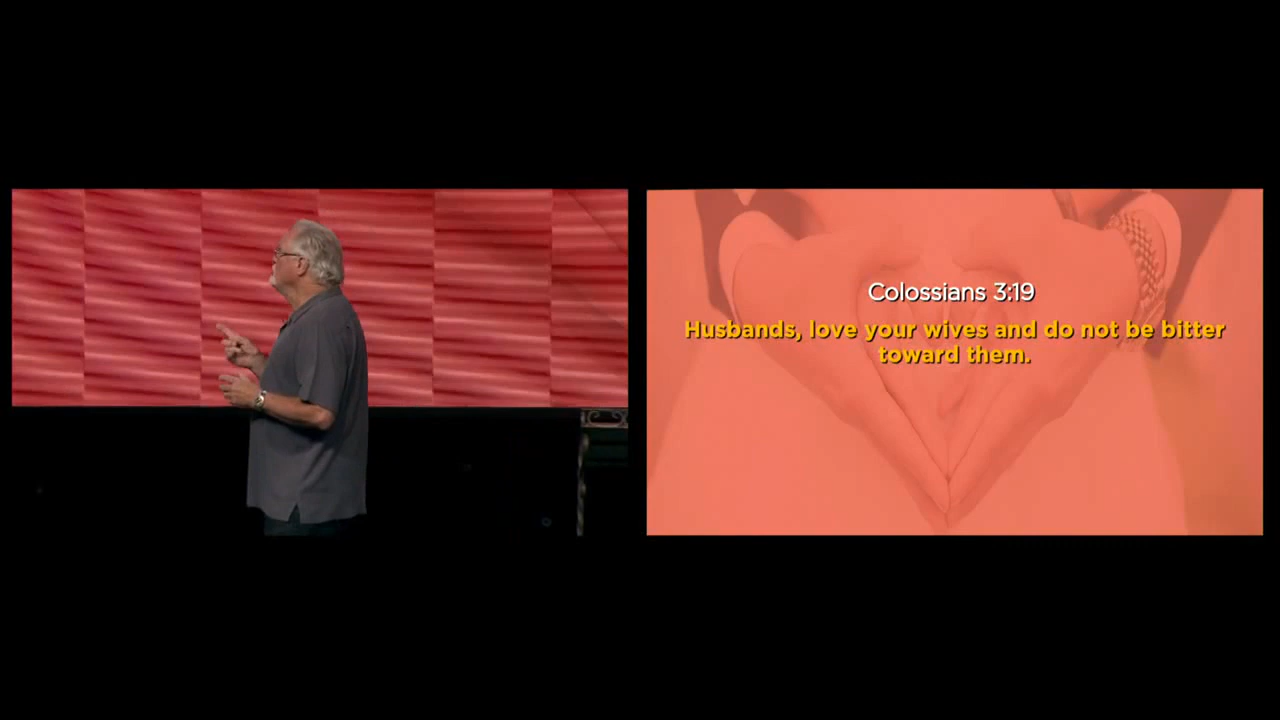 Colossians 3:19
Husbands, love your wives and do not be bitter
toward them.